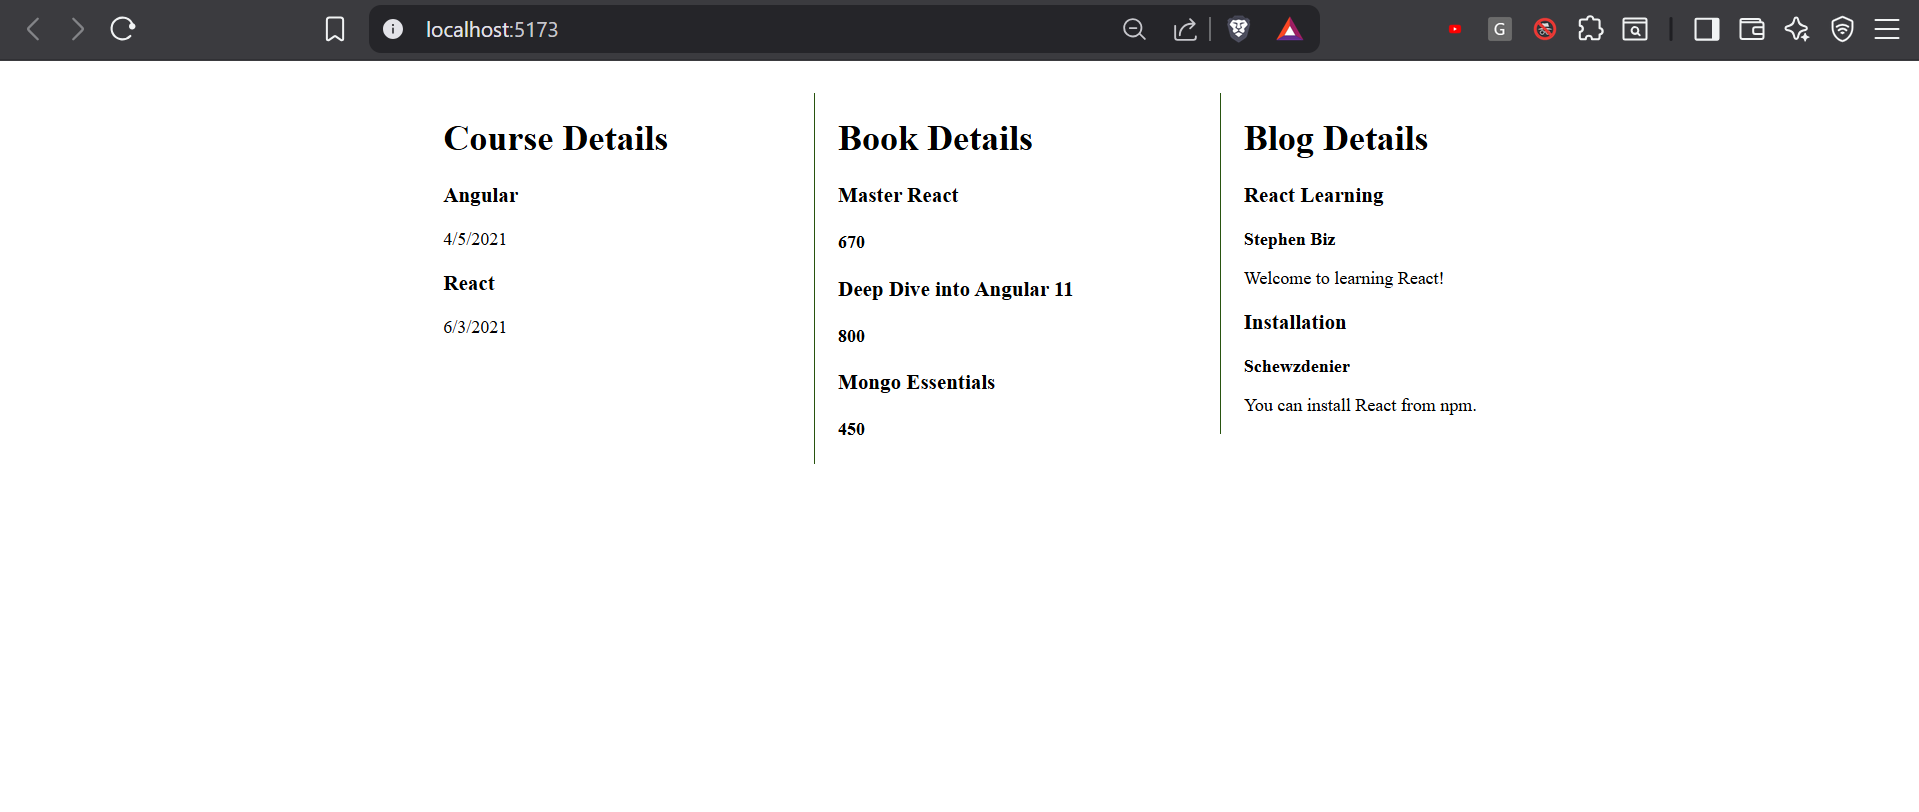 localhost:5173
G
Course Details
Angular
4/5/2021
React
6/3/2021
Book Details
Master React
670
Deep Dive into Angular 11
800
Mongo Essentials
450
Blog Details
React Learning
Stephen Biz
Welcome to learning React!
Installation
Schewzdenier
You can install React from npm.